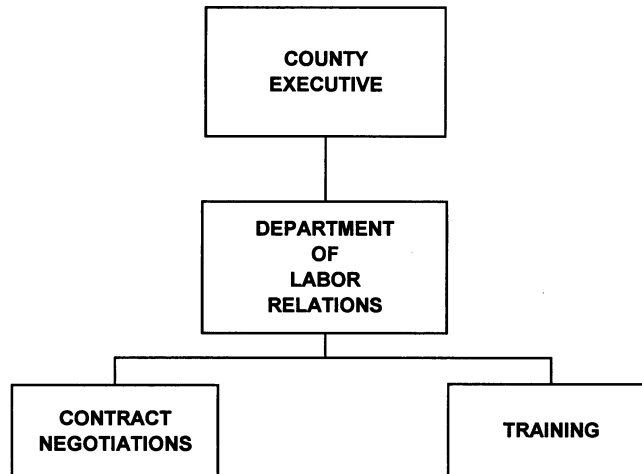 COUNTY
EXECUTIVE
DEPARTMENT
OF
LABOR
RELATIONS
CONTRACT
NEGOTIATIONS
TRAINING